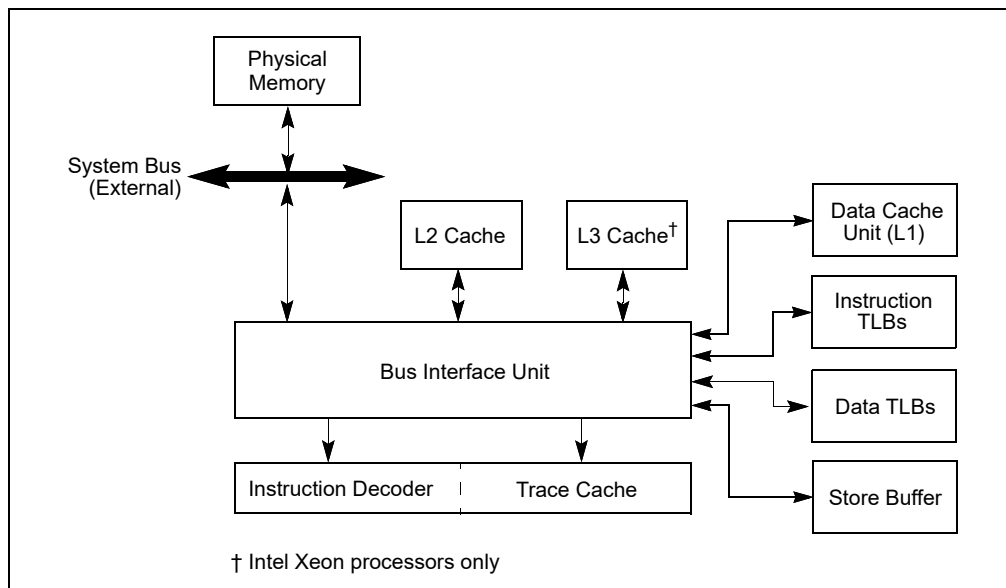 Physical
Memory
System Bus
(External)
L2 Cache
L3 Cache†
Data Cache
Unit (L1)
Instruction
TLBs
Bus Interface Unit
Data TLBs
Instruction Decoder
Trace Cache
Store Buffer
† Intel Xeon processors only